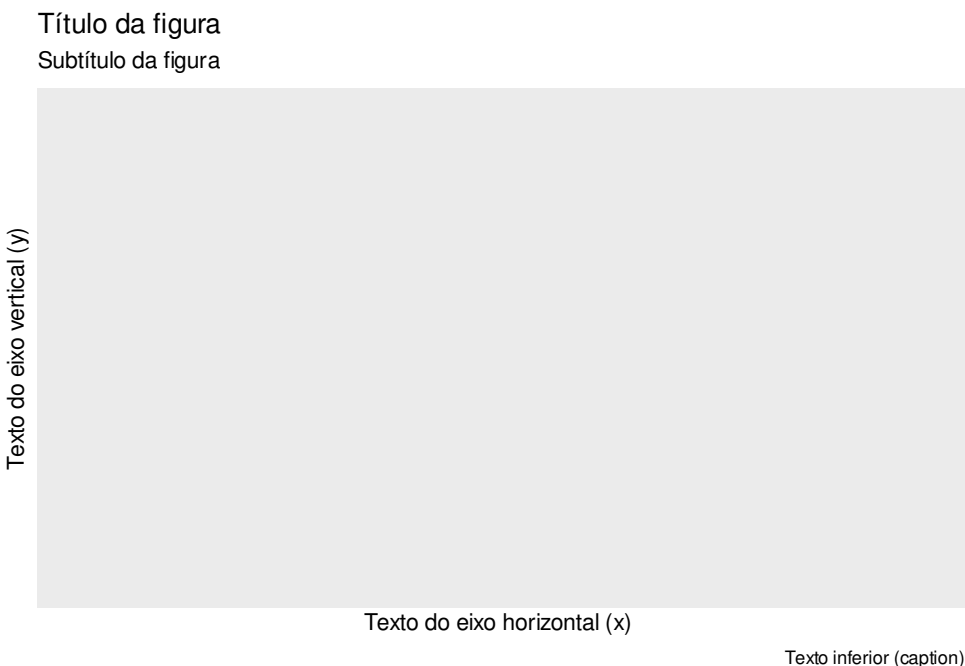 Título da figura
Subtítulo da figura
Texto do eixo vertical (y)
Texto do eixo horizontal (x)
Texto inferior (caption)